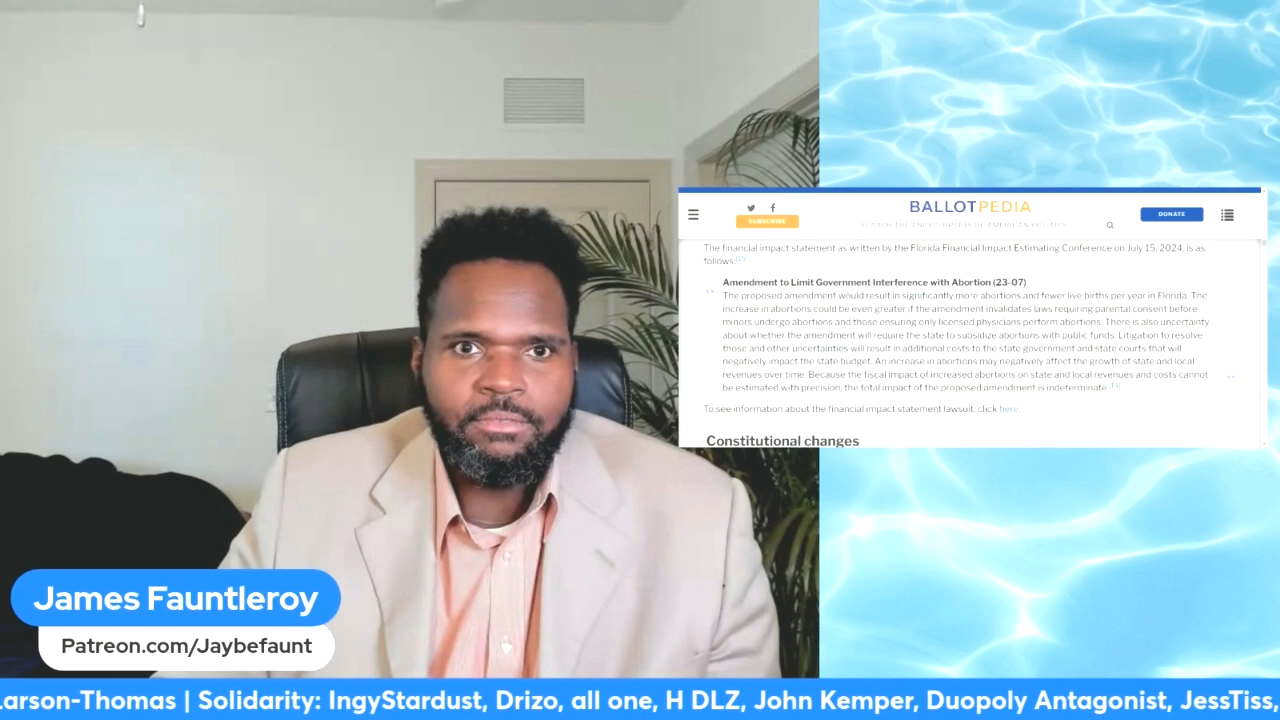 BALLOTPEDIA
SUBSCRIBE
SEARCH THE ENCYCLOPEDIA OF AMERICAN POLITICS
DONATE
The financial impact statement as written by the Florida Financial Impact Estimating Conference on July 15, 2024, is as
follows:[15]
Amendment to Limit Government Interference with Abortion (23-07)
The proposed amendment would result in significantly more abortions and fewer live births per year in Florida. The
increase in abortions could be even greater if the amendment invalidates laws requiring parental consent before
minors undergo abortions and those ensuring only licensed physicians perform abortions. There is also uncertainty
about whether the amendment will require the state to subsidize abortions with public funds. Litigation to resolve
those and other uncertainties will result in additional costs to the state government and state courts that will
negatively impact the state budget. An increase in abortions may negatively affect the growth of state and local
revenues over time. Because the fiscal impact of increased abortions on state and local revenues and costs cannot
be estimated with precision, the total impact of the proposed amendment is indeterminate.
To see information about the financial impact statement lawsuit, click here.
Constitutional changes
James Fauntleroy
Patreon.com/Jaybefaunt
arson-Thomas | Solidarity: IngyStardust, Drizo, all one, H DLZ, John Kemper, Duopoly Antagonist, JessTiss,